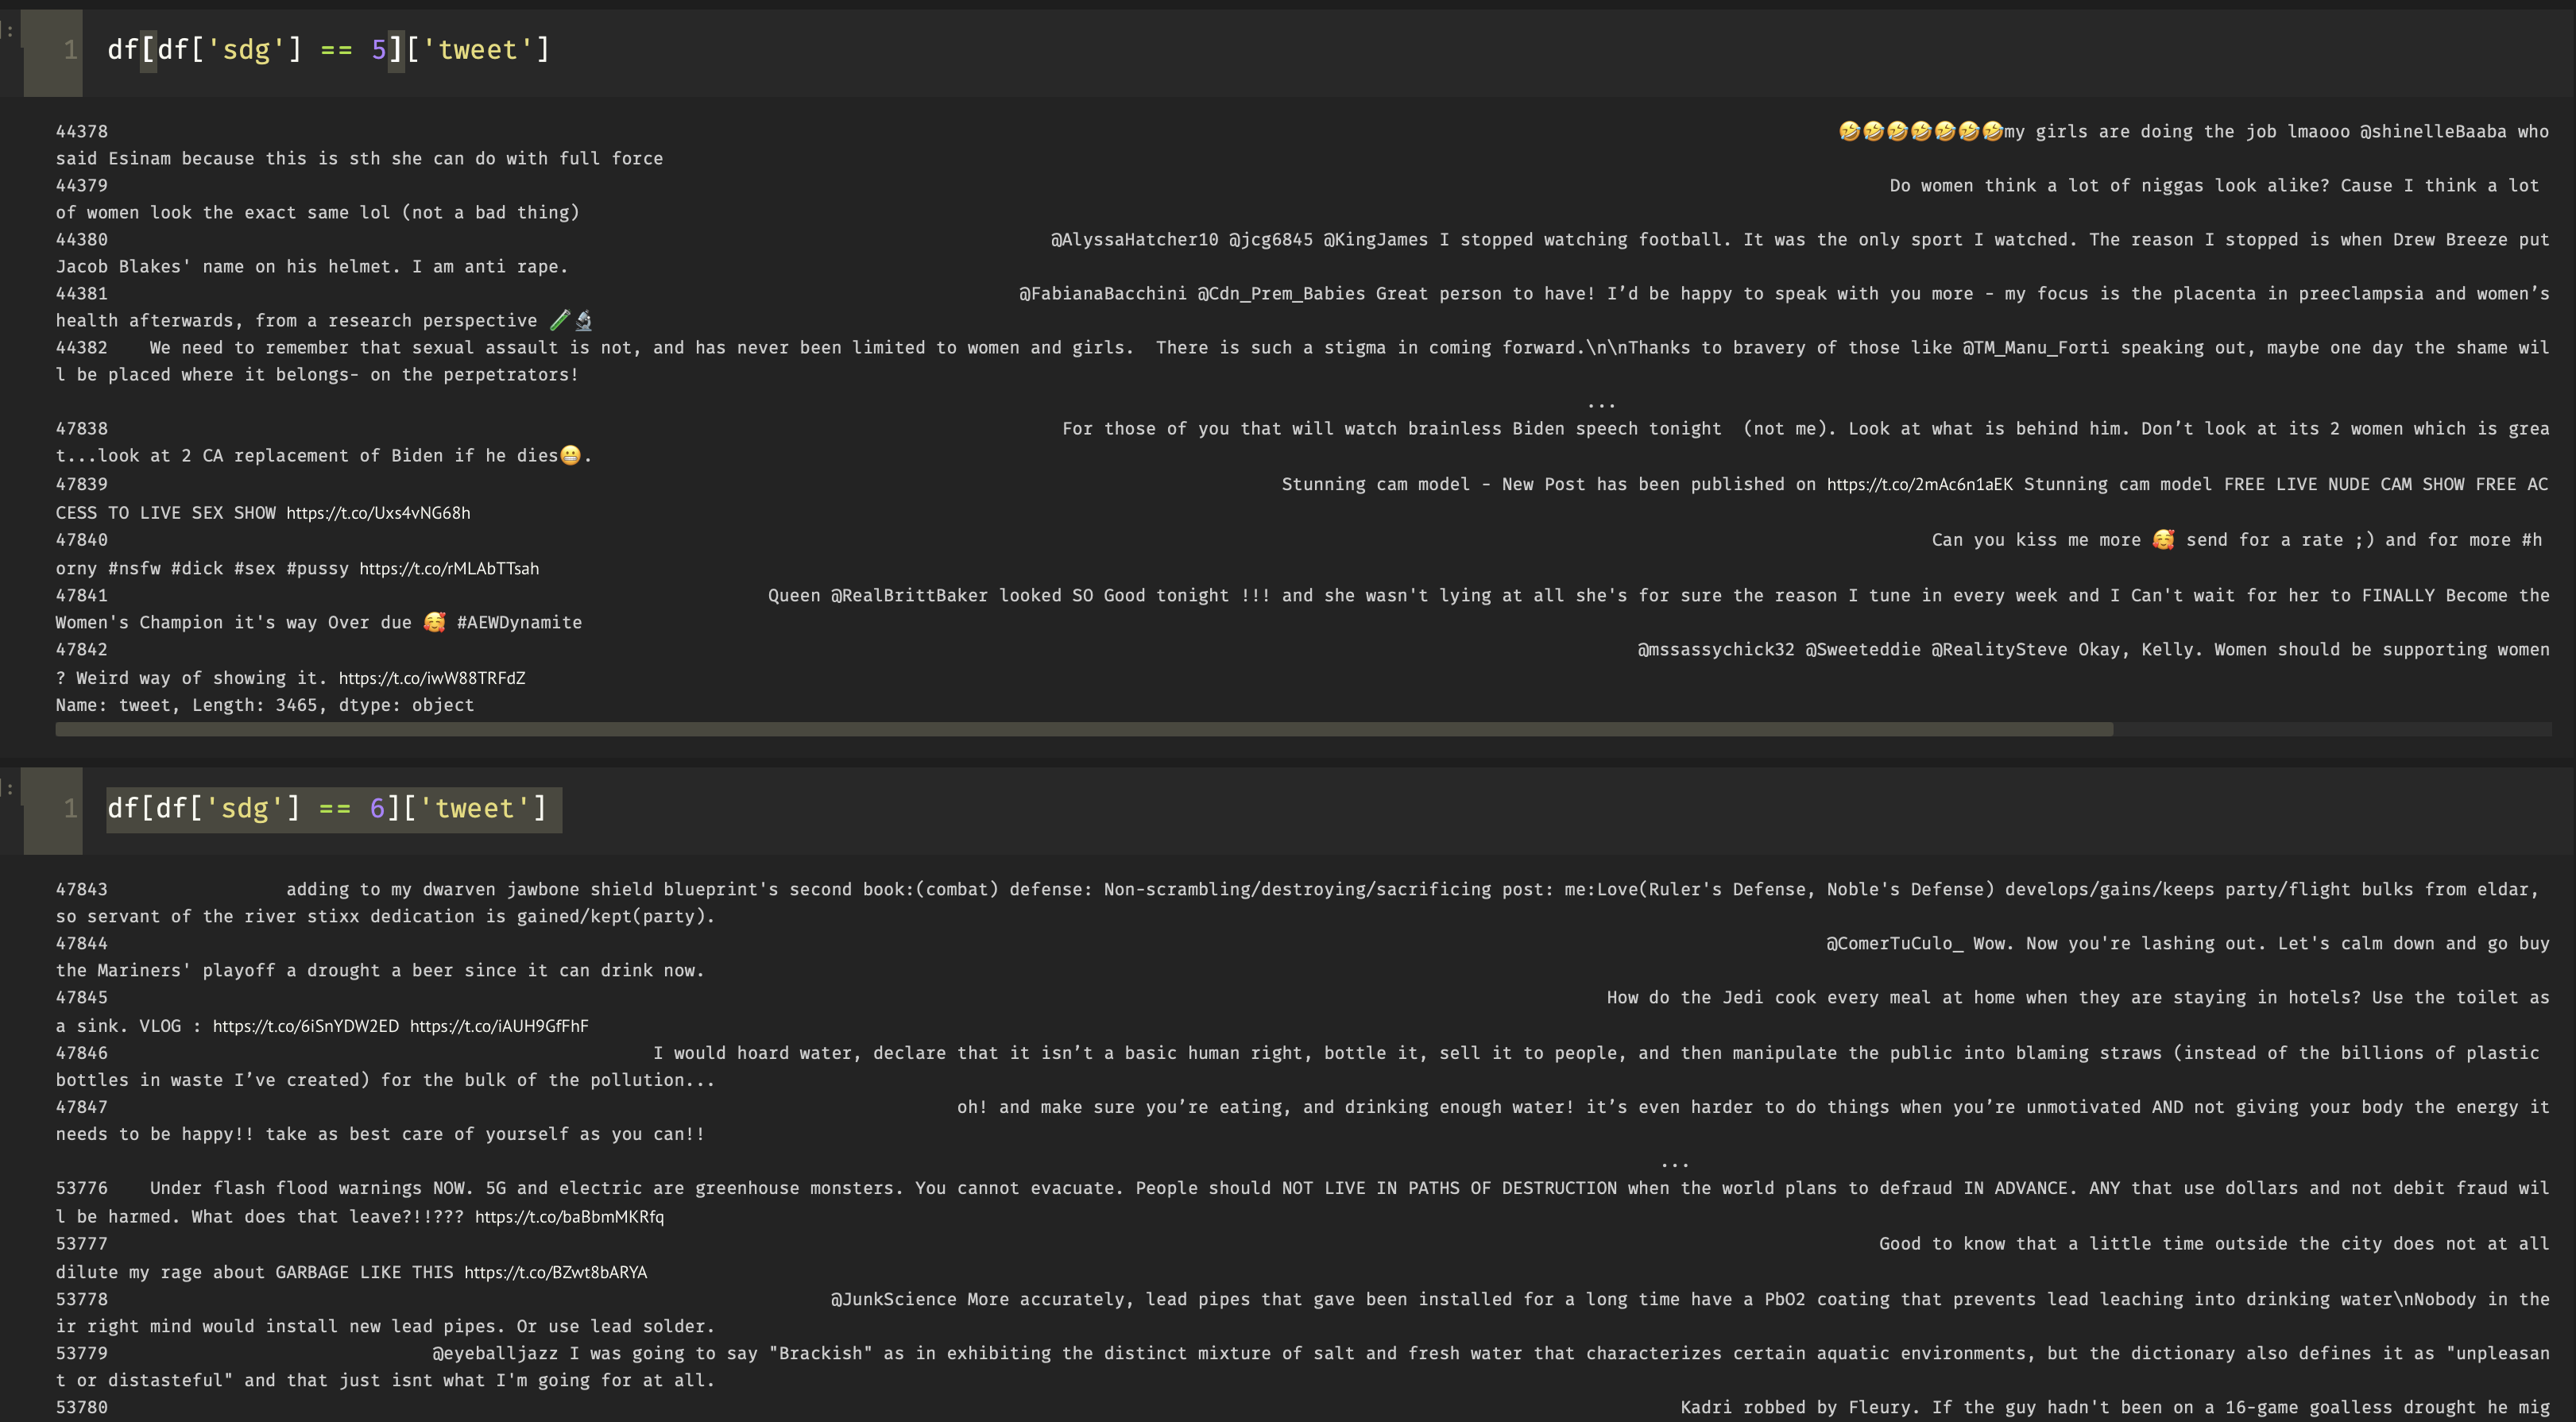 ]:
1 df[df['sdg'] == 5]['tweet']
44378 🤣🤣🤣🤣🤣🤣🤣my girls are doing the job lmaooo @shinelleBaaba who
said Esinam because this is sth she can do with full force
44379 Do women think a lot of niggas look alike? Cause I think a lot
of women look the exact same lol (not a bad thing)
44380 @AlyssaHatcher10 @jcg6845 @KingJames I stopped watching football. It was the only sport I watched. The reason I stopped is when Drew Breeze put
Jacob Blakes' name on his helmet. I am anti rape.
44381 @FabianaBacchini @Cdn_Prem_Babies Great person to have! I’d be happy to speak with you more - my focus is the placenta in preeclampsia and women’s
health afterwards, from a research perspective 🧪🔬
44382 We need to remember that sexual assault is not, and has never been limited to women and girls.  There is such a stigma in coming forward.\n\nThanks to bravery of those like @TM_Manu_Forti speaking out, maybe one day the shame wil
l be placed where it belongs- on the perpetrators!
...
47838 For those of you that will watch brainless Biden speech tonight  (not me). Look at what is behind him. Don’t look at its 2 women which is grea
t...look at 2 CA replacement of Biden if he dies😬.
47839 Stunning cam model - New Post has been published on https://t.co/2mAc6n1aEK Stunning cam model FREE LIVE NUDE CAM SHOW FREE AC
CESS TO LIVE SEX SHOW https://t.co/Uxs4vNG68h
47840 Can you kiss me more 🥰 send for a rate ;) and for more #h
orny #nsfw #dick #sex #pussy https://t.co/rMLAbTTsah
47841 Queen @RealBrittBaker looked SO Good tonight !!! and she wasn't lying at all she's for sure the reason I tune in every week and I Can't wait for her to FINALLY Become the
Women's Champion it's way Over due 🥰 #AEWDynamite
47842 @mssassychick32 @Sweeteddie @RealitySteve Okay, Kelly. Women should be supporting women
? Weird way of showing it. https://t.co/iwW88TRFdZ
Name: tweet, Length: 3465, dtype: object
]:
1 df[df['sdg'] == 6]['tweet']
47843 adding to my dwarven jawbone shield blueprint's second book:(combat) defense: Non-scrambling/destroying/sacrificing post: me:Love(Ruler's Defense, Noble's Defense) develops/gains/keeps party/flight bulks from eldar,
so servant of the river stixx dedication is gained/kept(party).
47844 @ComerTuCulo_ Wow. Now you're lashing out. Let's calm down and go buy
the Mariners' playoff a drought a beer since it can drink now.
47845 How do the Jedi cook every meal at home when they are staying in hotels? Use the toilet as
a sink. VLOG : https://t.co/6iSnYDW2ED https://t.co/iAUH9GfFhF
47846 I would hoard water, declare that it isn’t a basic human right, bottle it, sell it to people, and then manipulate the public into blaming straws (instead of the billions of plastic
bottles in waste I’ve created) for the bulk of the pollution...
47847 oh! and make sure you’re eating, and drinking enough water! it’s even harder to do things when you’re unmotivated AND not giving your body the energy it
needs to be happy!! take as best care of yourself as you can!!
...
53776 Under flash flood warnings NOW. 5G and electric are greenhouse monsters. You cannot evacuate. People should NOT LIVE IN PATHS OF DESTRUCTION when the world plans to defraud IN ADVANCE. ANY that use dollars and not debit fraud wil
l be harmed. What does that leave?!!??? https://t.co/baBbmMKRfq
53777 Good to know that a little time outside the city does not at all
dilute my rage about GARBAGE LIKE THIS https://t.co/BZwt8bARYA
53778 @JunkScience More accurately, lead pipes that gave been installed for a long time have a PbO2 coating that prevents lead leaching into drinking water\nNobody in the
ir right mind would install new lead pipes. Or use lead solder.
53779 @eyeballjazz I was going to say "Brackish" as in exhibiting the distinct mixture of salt and fresh water that characterizes certain aquatic environments, but the dictionary also defines it as "unpleasan
t or distasteful" and that just isnt what I'm going for at all.
53780 Kadri robbed by Fleury. If the guy hadn't been on a 16-game goalless drought he mig